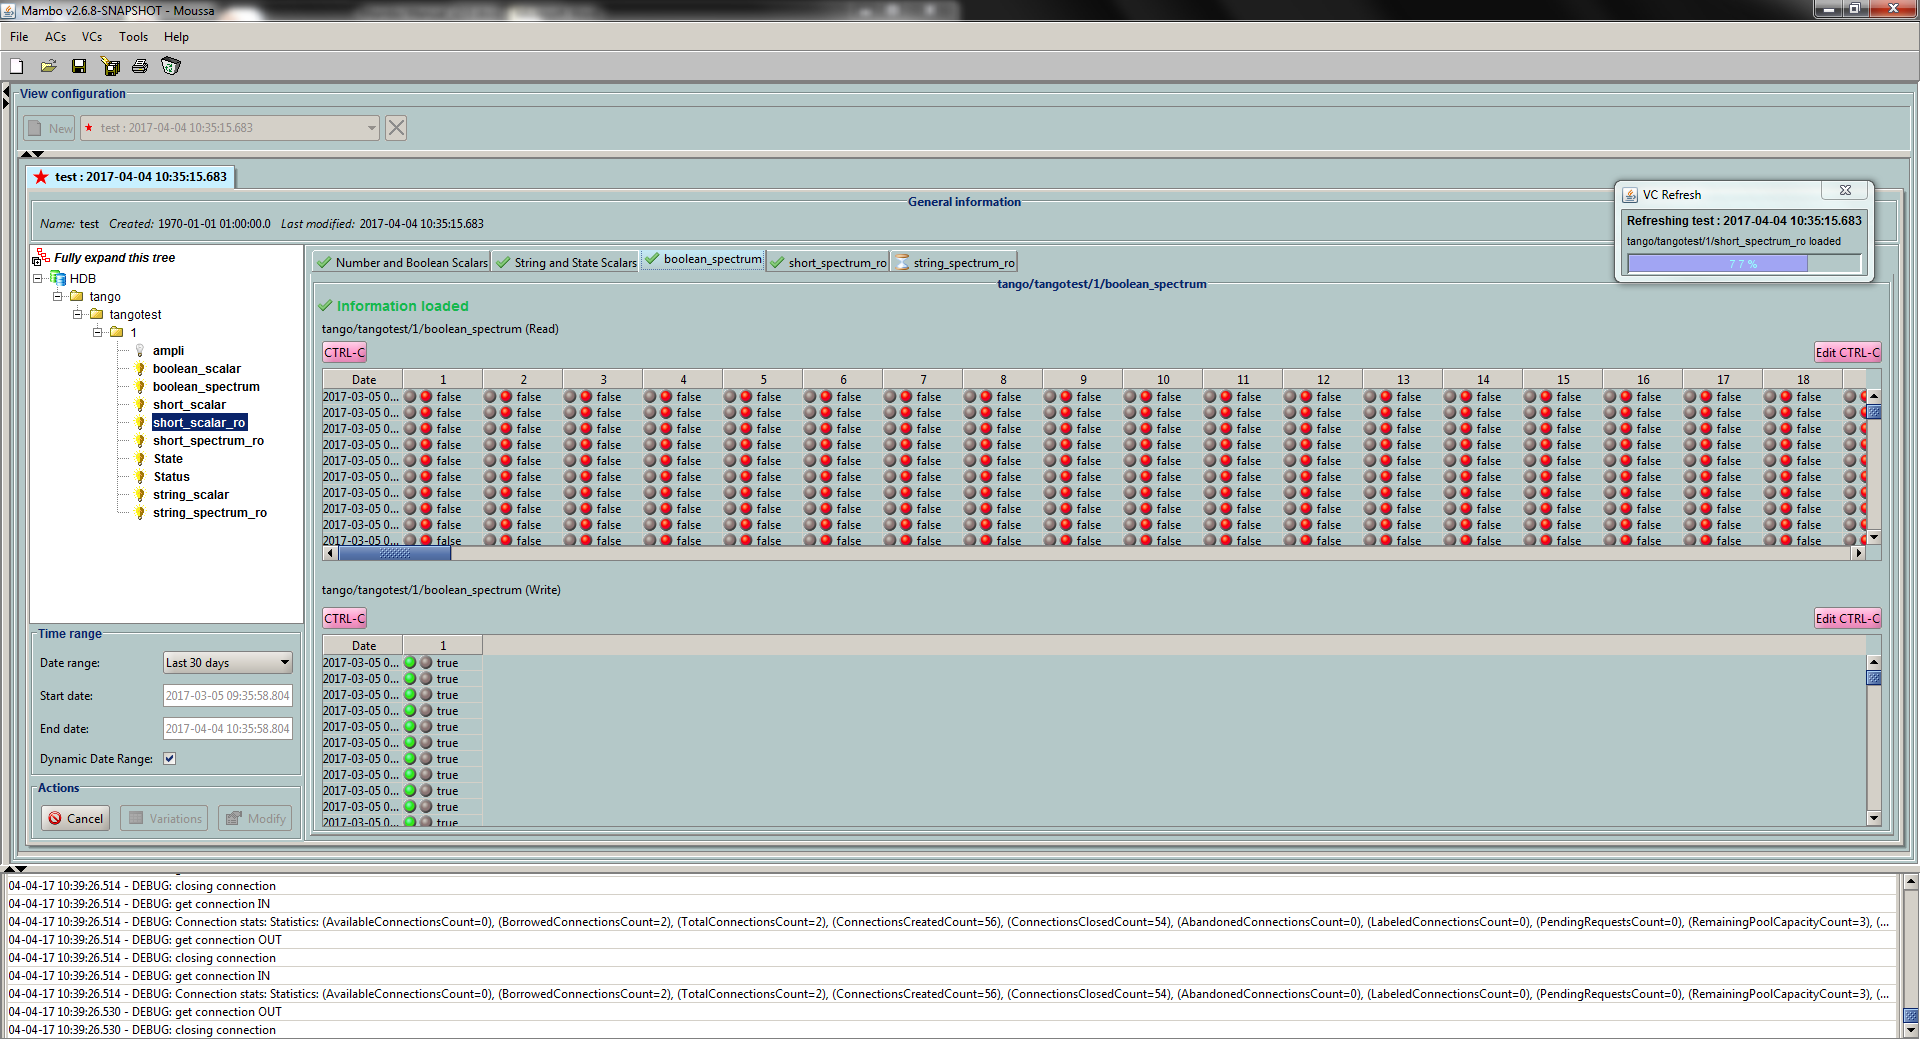 Mambo v2.6.8-SNAPSHOT - Moussa
File ACs VCs Tools Help
View configuration
New test : 2017-04-04 10:35:15.683
test : 2017-04-04 10:35:15.683
General information
Name: test Created: 1970-01-01 01:00:00.0 Last modified: 2017-04-04 10:35:15.683
VC Refresh
Refreshing test : 2017-04-04 10:35:15.683
tango/tangotest/1/short_spectrum_ro loaded
77 %
Fully expand this tree
HDB
tango
tangotest
1
ampli
boolean_scalar
boolean_spectrum
short_scalar
short_scalar_ro
short_spectrum_ro
State
Status
string_scalar
string_spectrum_ro
Time range
Date range: Last 30 days
Start date: 2017-03-05 09:35:58.804
End date: 2017-04-04 10:35:58.804
Dynamic Date Range:
Actions
Cancel Variations Modify
Number and Boolean Scalars String and State Scalars boolean_spectrum short_spectrum_ro string_spectrum_ro
tango/tangotest/1/boolean_spectrum
Information loaded
tango/tangotest/1/boolean_spectrum (Read)
CTRL-C Edit CTRL-C
Date 1 2 3 4 5 6 7 8 9 10 11 12 13 14 15 16 17 18
2017-03-05 0... false false false false false false false false false false false false false false false false false false
2017-03-05 0... false false false false false false false false false false false false false false false false false false
2017-03-05 0... false false false false false false false false false false false false false false false false false false
2017-03-05 0... false false false false false false false false false false false false false false false false false false
2017-03-05 0... false false false false false false false false false false false false false false false false false false
2017-03-05 0... false false false false false false false false false false false false false false false false false false
2017-03-05 0... false false false false false false false false false false false false false false false false false false
2017-03-05 0... false false false false false false false false false false false false false false false false false false
2017-03-05 0... false false false false false false false false false false false false false false false false false false
2017-03-05 0... false false false false false false false false false false false false false false false false false false
tango/tangotest/1/boolean_spectrum (Write)
CTRL-C Edit CTRL-C
Date 1
2017-03-05 0... true
2017-03-05 0... true
2017-03-05 0... true
2017-03-05 0... true
2017-03-05 0... true
2017-03-05 0... true
2017-03-05 0... true
2017-03-05 0... true
2017-03-05 0... true
2017-03-05 0... true
2017-03-05 0... true
04-04-17 10:39:26.514 - DEBUG: closing connection
04-04-17 10:39:26.514 - DEBUG: get connection IN
04-04-17 10:39:26.514 - DEBUG: Connection stats: Statistics: (AvailableConnectionsCount=0), (BorrowedConnectionsCount=2), (TotalConnectionsCount=2), (ConnectionsCreatedCount=56), (ConnectionsClosedCount=54), (AbandonedConnectionsCount=0), (LabeledConnectionsCount=0), (PendingRequestsCount=0), (RemainingPoolCapacityCount=3), (...
04-04-17 10:39:26.514 - DEBUG: get connection OUT
04-04-17 10:39:26.514 - DEBUG: closing connection
04-04-17 10:39:26.514 - DEBUG: get connection IN
04-04-17 10:39:26.514 - DEBUG: Connection stats: Statistics: (AvailableConnectionsCount=0), (BorrowedConnectionsCount=2), (TotalConnectionsCount=2), (ConnectionsCreatedCount=56), (ConnectionsClosedCount=54), (AbandonedConnectionsCount=0), (LabeledConnectionsCount=0), (PendingRequestsCount=0), (RemainingPoolCapacityCount=3), (...
04-04-17 10:39:26.530 - DEBUG: get connection OUT
04-04-17 10:39:26.530 - DEBUG: closing connection